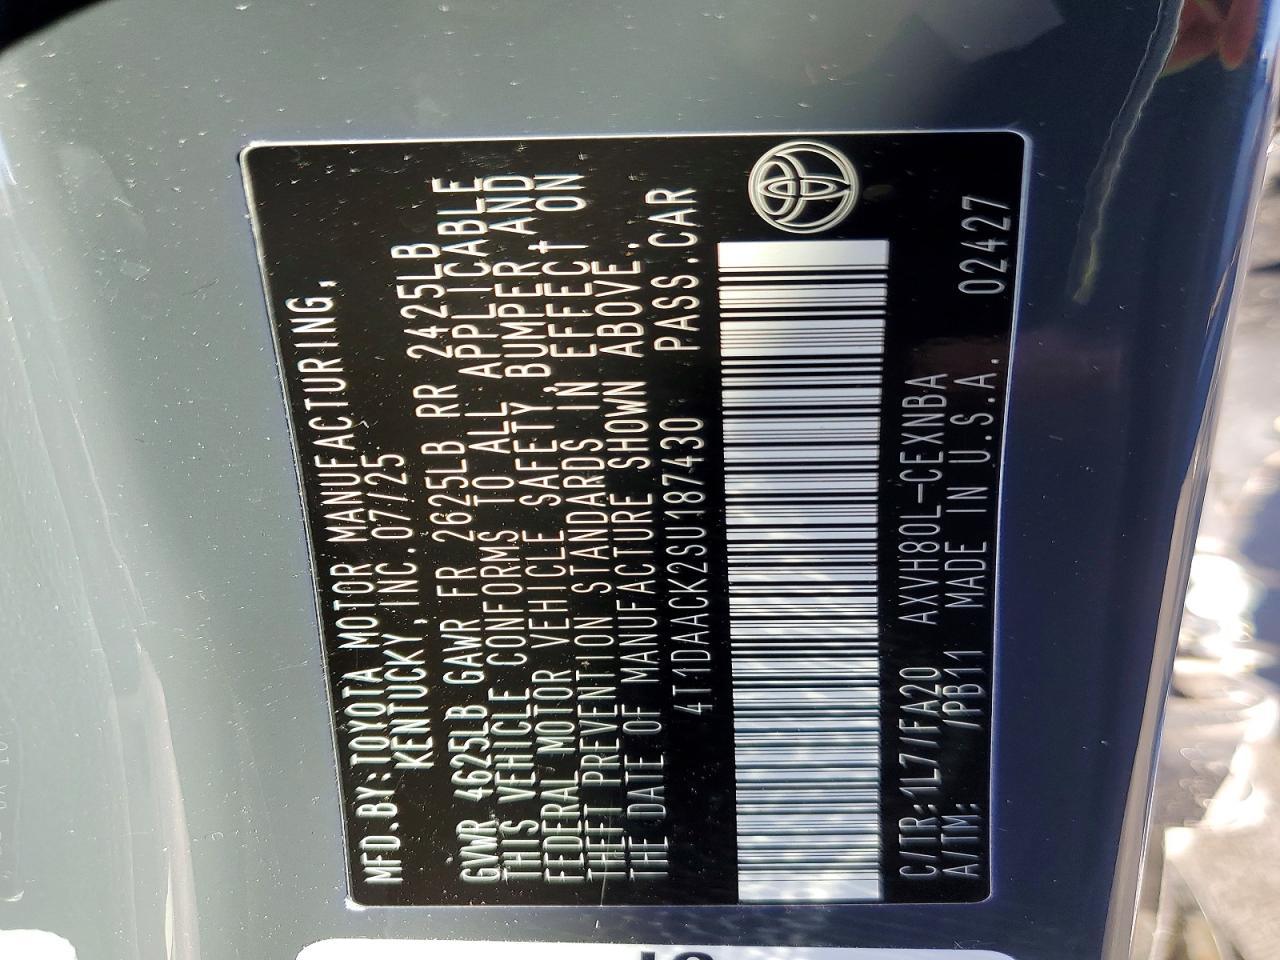 MFD.BY:TOYOTA MOTOR MANUFACTURING,
KENTUCKY,INC.07/25
GVWR 4625LB GAWR FR 2625LB RR 2425LB
THIS VEHICLE CONFORMS TO ALL APPLICABLE
FEDERAL MOTOR VEHICLE SAFETY,BUMPER,AND
THEFT PREVENTION STANDARDS IN EFFECT ON
THE DATE OF MANUFACTURE SHOWN ABOVE.
4T1DAACK2SU187430 PASS.CAR
C/TR:1L7/FA20 AXVH80L-CEXNBA
A/TM: /PB11 MADE IN U.S.A. 02427